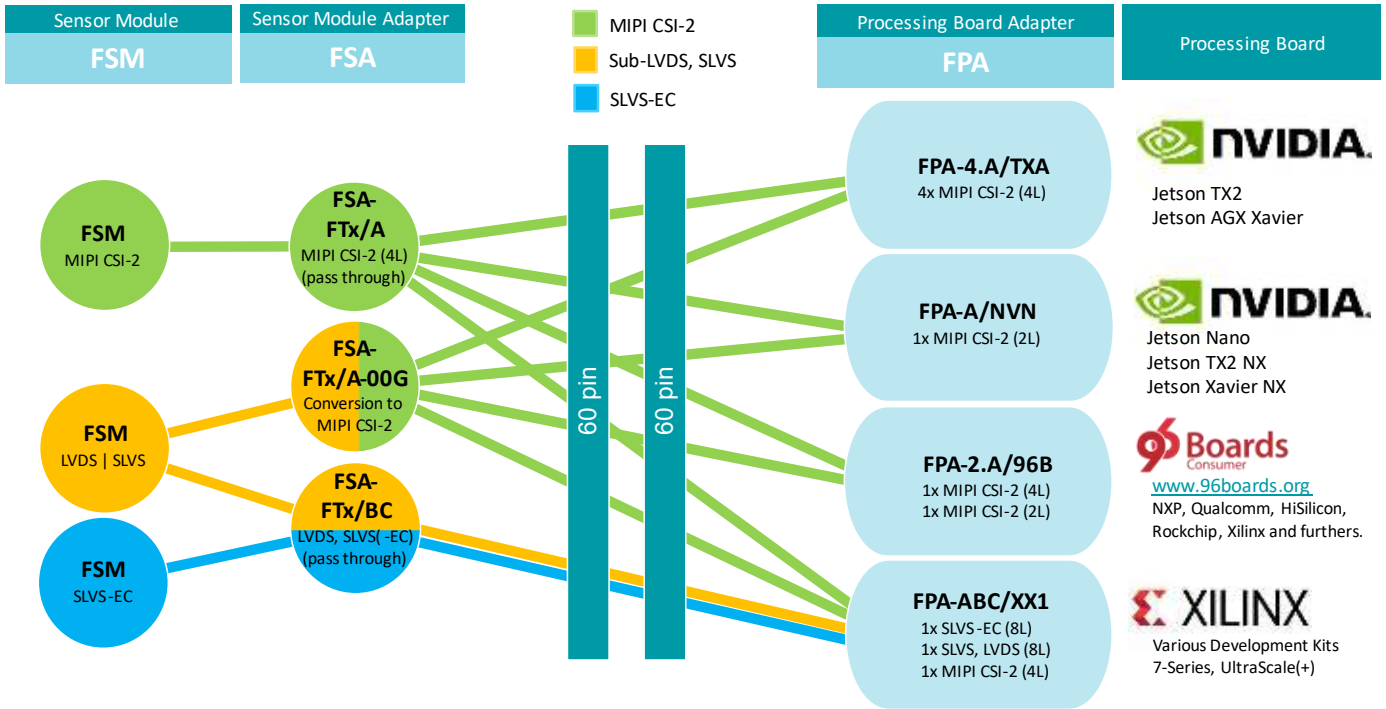 Sensor Module
FSM
Sensor Module Adapter
FSA
MIPI CSI-2
Sub-LVDS, SLVS
SLVS-EC
Processing Board Adapter
FPA
Processing Board
FSM
MIPI CSI-2
FSM
LVDS | SLVS
FSM
SLVS-EC
FSA-
FTx/A
MIPI CSI-2 (4L)
(pass through)
FSA-
FTx/A-00G
Conversion to
MIPI CSI-2
FSA-
FTx/BC
LVDS, SLVS( -EC)
(pass through)
60 pin
60 pin
FPA-4.A/TXA
4x MIPI CSI-2 (4L)
FPA-A/NVN
1x MIPI CSI-2 (2L)
FPA-2.A/96B
1x MIPI CSI-2 (4L)
1x MIPI CSI-2 (2L)
FPA-ABC/XX1
1x SLVS-EC (8L)
1x SLVS, LVDS (8L)
1x MIPI CSI-2 (4L)
NVIDIA.
Jetson TX2
Jetson AGX Xavier
NVIDIA.
Jetson Nano
Jetson TX2 NX
Jetson Xavier NX
96 Boards
Consumer
www.96boards.org
NXP, Qualcomm, HiSilicon,
Rockchip, Xilinx and furthers.
XILINX
Various Development Kits
7-Series, UltraScale(+)